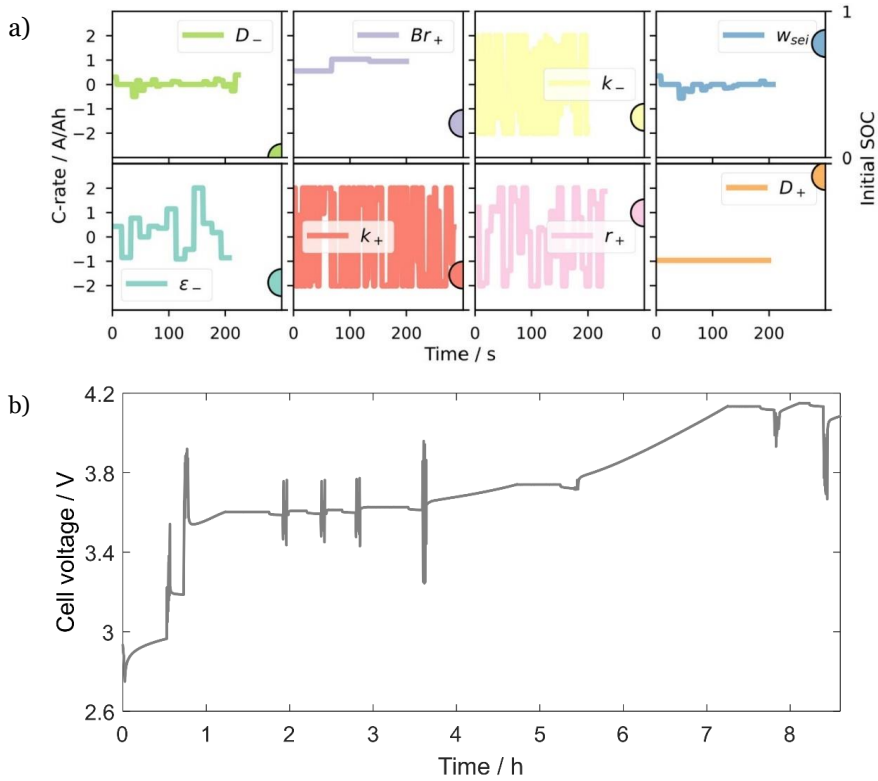 a)
C-rate / A/Ah
2
1
0
−1
−2
D₋
Br₊
k₋
w_sei
1
0
Initial SOC
2
1
0
−1
−2
ε₋
k₊
r₊
D₊
0 100 200 0 100 200 0 100 200 0 100 200
Time / s
b)
Cell voltage / V
4.2
3.8
3.4
3
2.6
0 1 2 3 4 5 6 7 8
Time / h